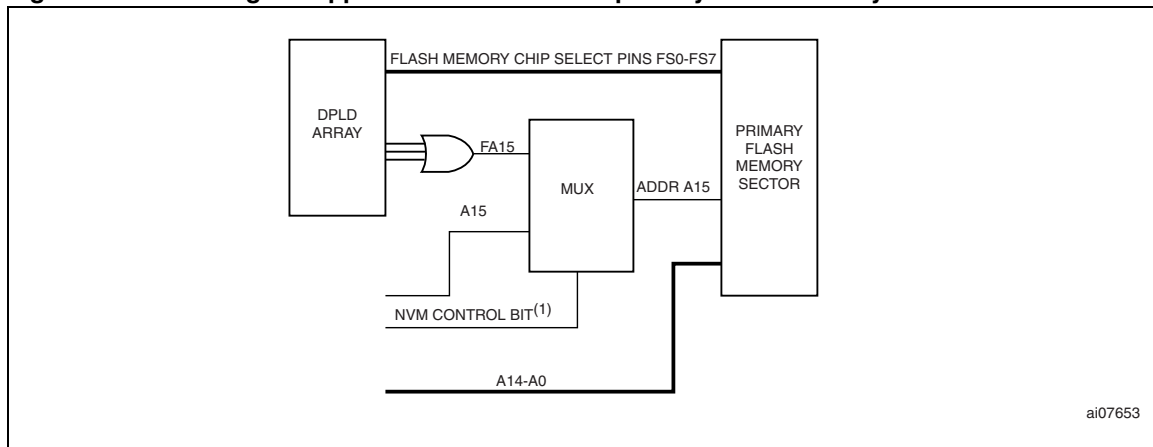 FLASH MEMORY CHIP SELECT PINS FS0-FS7
DPLD
ARRAY
FA15
MUX
ADDR A15
PRIMARY
FLASH
MEMORY
SECTOR
A15
NVM CONTROL BIT(1)
A14-A0
ai07653